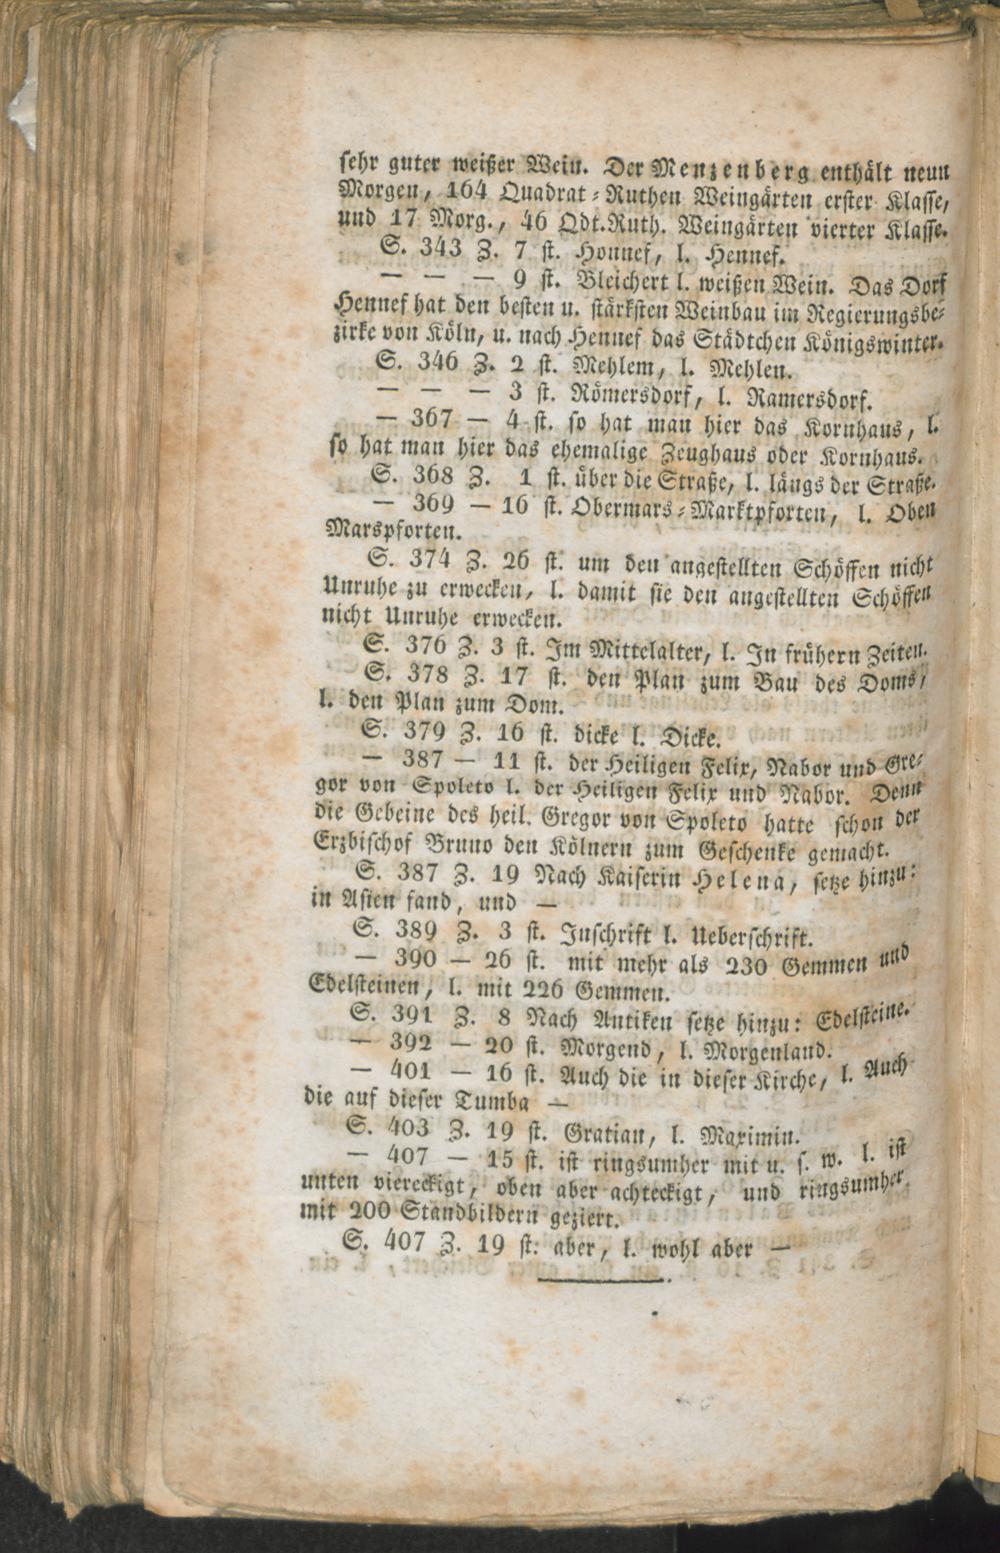 sehr guter weißer Wein. Der Menzenberg enthält neun
Morgen, 164 Quadrat-Ruthen Weingärten erster Klasse,
und 17 Morg., 46 Qdt.Ruth. Weingärten vierter Klasse.
S. 343 Z. 7 st. Honnef, l. Hennef.
— — — 9 st. Bleichert l. weißen Wein. Das Dorf
Hennef hat den besten u. stärksten Weinbau im Regierungsbe-
zirke von Köln, u. nach Hennef das Städtchen Königswinter.
S. 346 Z. 2 st. Mehlem, l. Mehlen.
— — — 3 st. Römersdorf, l. Ramersdorf.
— 367 — 4 st. so hat man hier das Kornhaus, l.
so hat man hier das ehemalige Zeughaus oder Kornhaus.
S. 368 Z. 1 st. über die Straße, l. längs der Straße.
— 369 — 16 st. Obermars-Marktpforten, l. Oben
Marspforten.
S. 374 Z. 26 st. um den angestellten Schöffen nicht
Unruhe zu erwecken, l. damit sie den angestellten Schöffen
nicht Unruhe erwecken.
S. 376 Z. 3 st. Im Mittelalter, l. In frühern Zeiten.
S. 378 Z. 17 st. den Plan zum Bau des Doms,
l. den Plan zum Dom.
S. 379 Z. 16 st. dicke l. Dicke.
— 387 — 11 st. der Heiligen Felix, Nabor und Gre-
gor von Spoleto l. der Heiligen Felix und Nabor. Denn
die Gebeine des heil. Gregor von Spoleto hatte schon der
Erzbischof Bruno den Kölnern zum Geschenke gemacht.
S. 387 Z. 19 Nach Kaiserin Helena, setze hinzu:
in Asien fand, und —
S. 389 Z. 3 st. Inschrift l. Ueberschrift.
— 390 — 26 st. mit mehr als 230 Gemmen und
Edelsteinen, l. mit 226 Gemmen.
S. 391 Z. 8 Nach Antiken setze hinzu: Edelsteine.
— 392 — 20 st. Morgend, l. Morgenland.
— 401 — 16 st. Auch die in dieser Kirche, l. Auch
die auf dieser Tumba —
S. 403 Z. 19 st. Gratian, l. Maximin.
— 407 — 15 st. ist ringsumher mit u. s. w. l. ist
unten viereckigt, oben aber achteckigt, und ringsumher
mit 200 Standbildern geziert.
S. 407 Z. 19 st. aber, l. wohl aber —